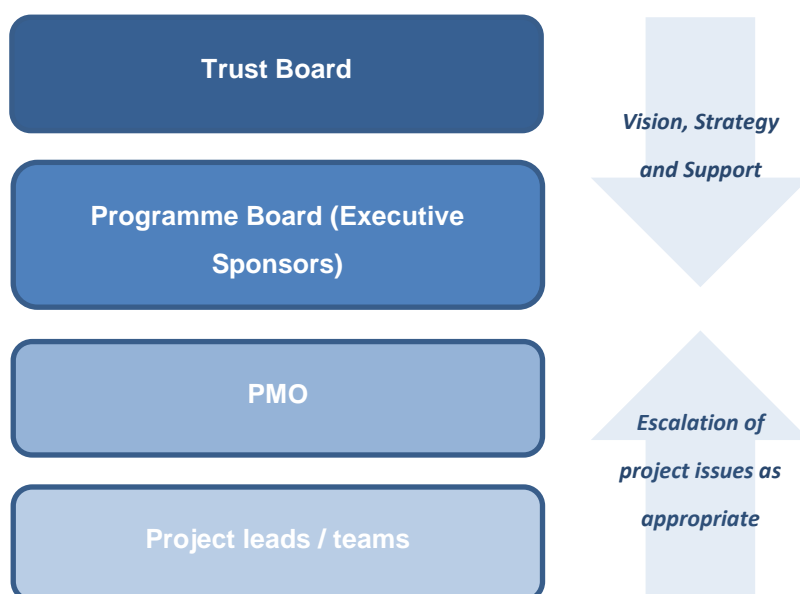 Trust Board
Vision, Strategy
and Support
Programme Board (Executive
Sponsors)
PMO
Escalation of
project issues as
appropriate
Project leads / teams